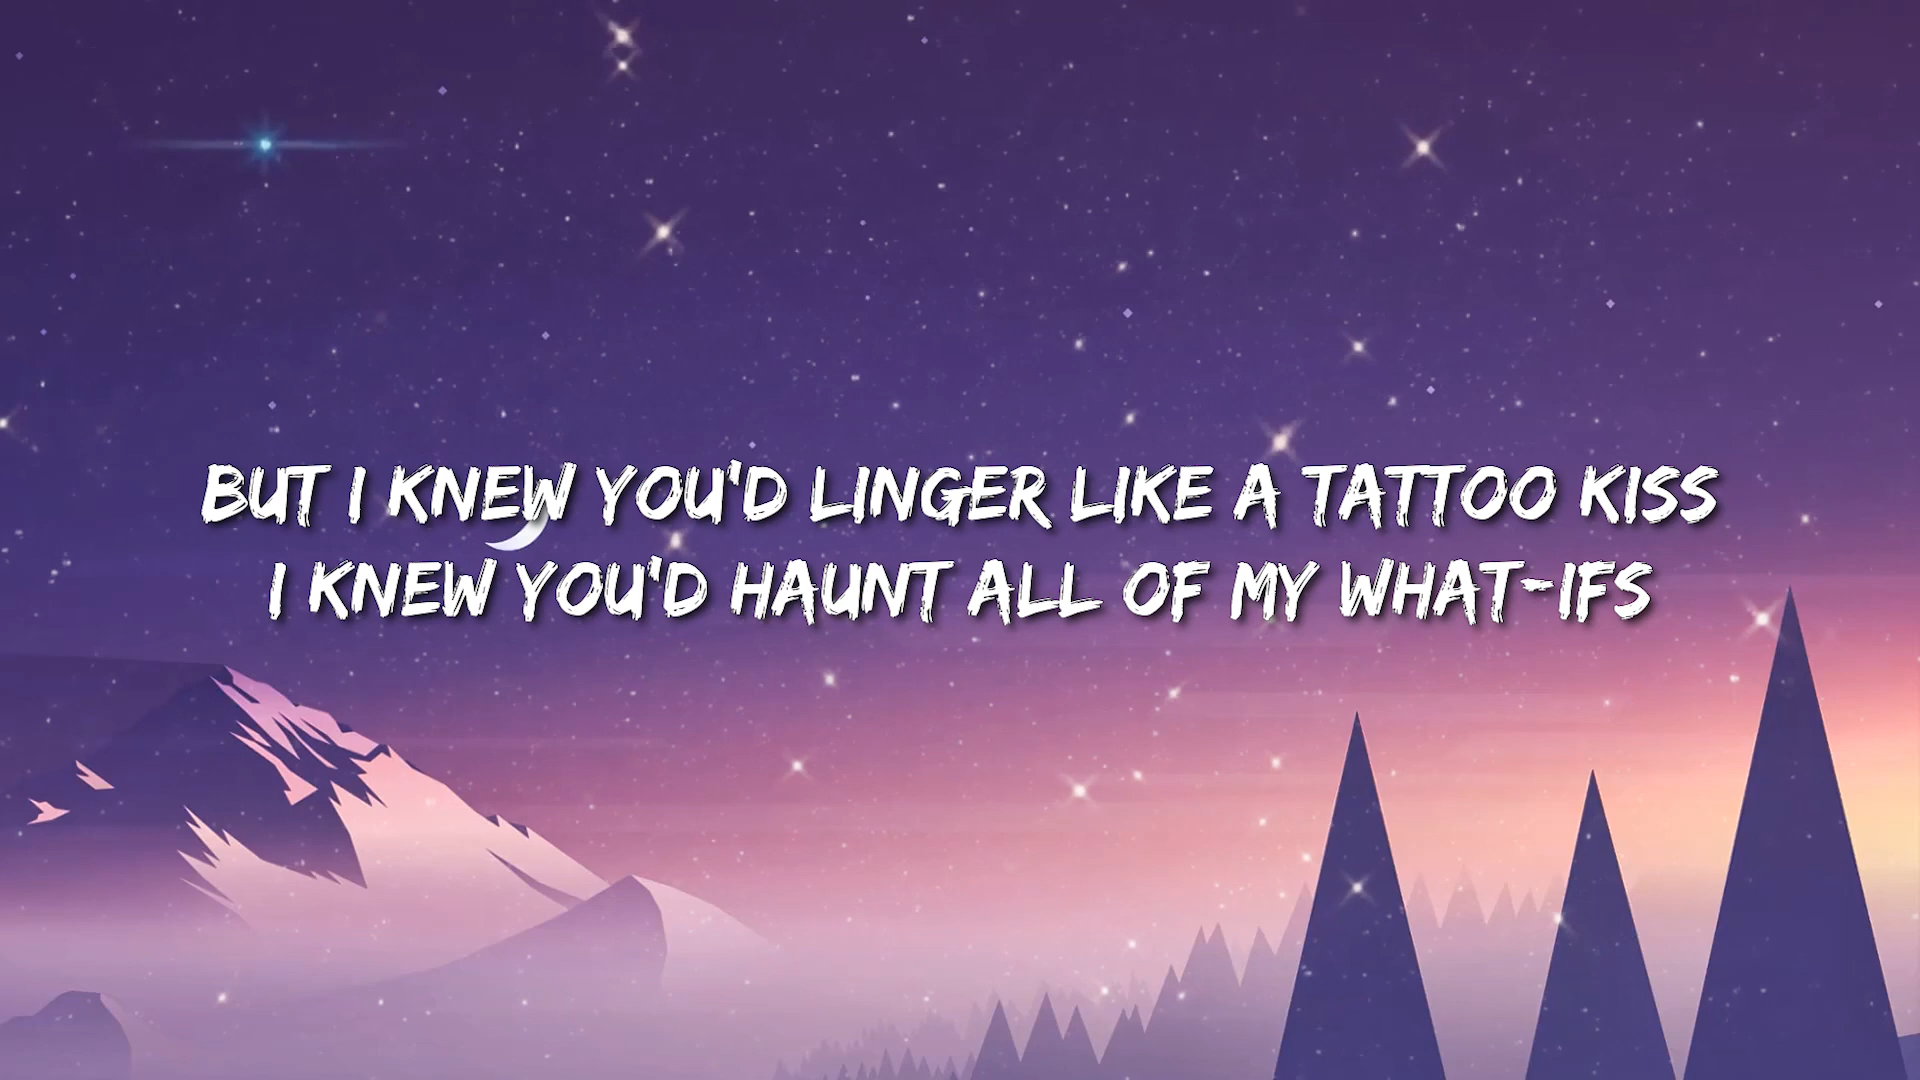 BUT I KNEW YOU'D LINGER LIKE A TATTOO KISS
I KNEW YOU'D HAUNT ALL OF MY WHAT-IFS